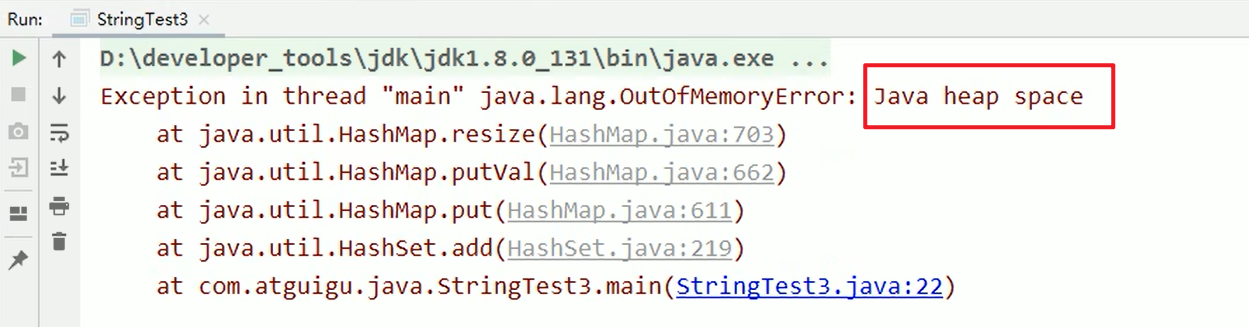 Run: StringTest3
D:\developer_tools\jdk\jdk1.8.0_131\bin\java.exe ...
Exception in thread "main" java.lang.OutOfMemoryError: Java heap space
at java.util.HashMap.resize(HashMap.java:703)
at java.util.HashMap.putVal(HashMap.java:662)
at java.util.HashMap.put(HashMap.java:611)
at java.util.HashSet.add(HashSet.java:219)
at com.atguigu.java.StringTest3.main(StringTest3.java:22)